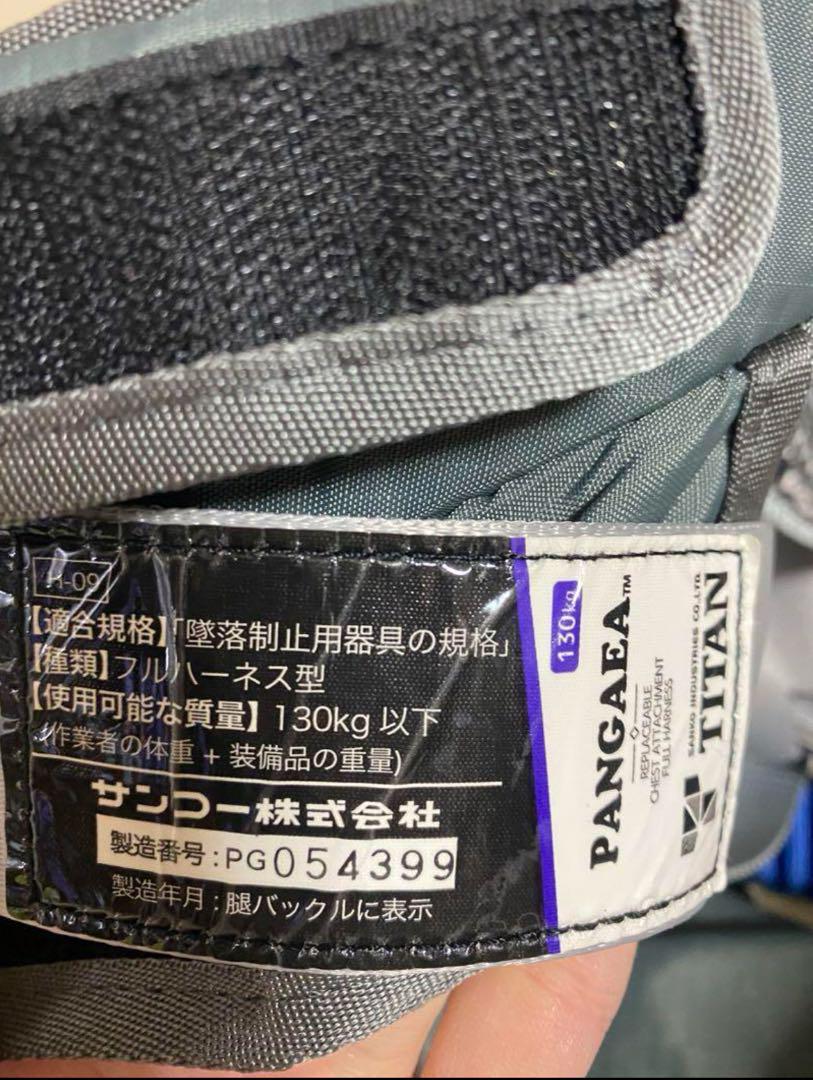 H-09
【適合規格】「墜落制止用器具の規格」
【種類】フルハーネス型
【使用可能な質量】130kg 以下
(作業者の体重 + 装備品の重量)
サンコー株式会社
製造番号:PG054399
製造年月:腿バックルに表示
130kg
PANGAEA™
REPLACEABLE
CHEST ATTACHMENT
FULL HARNESS
SANKO INDUSTRIES CO.,LTD.
TITAN